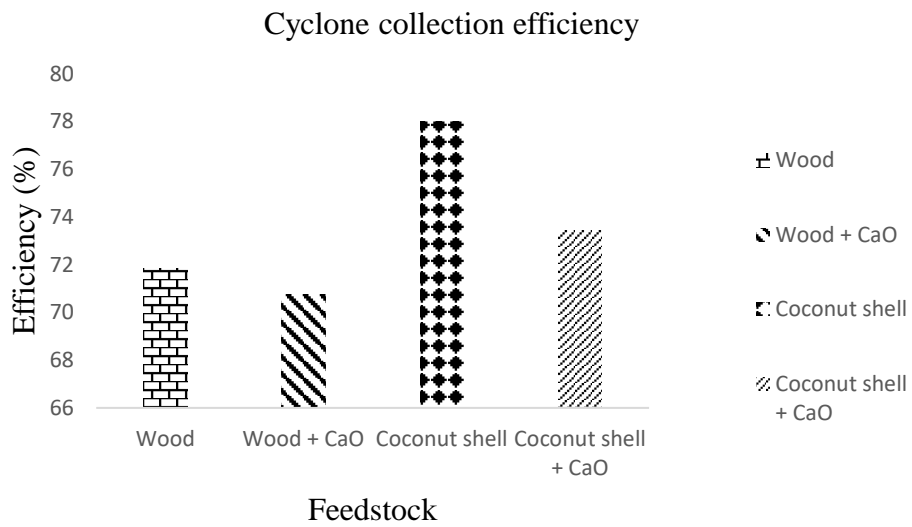 Cyclone collection efficiency
80
78
76
74
72
70
68
66
Efficiency (%)
Wood
Wood + CaO
Coconut shell
Coconut shell
+ CaO
Feedstock
Wood
Wood + CaO
Coconut shell
Coconut shell
+ CaO